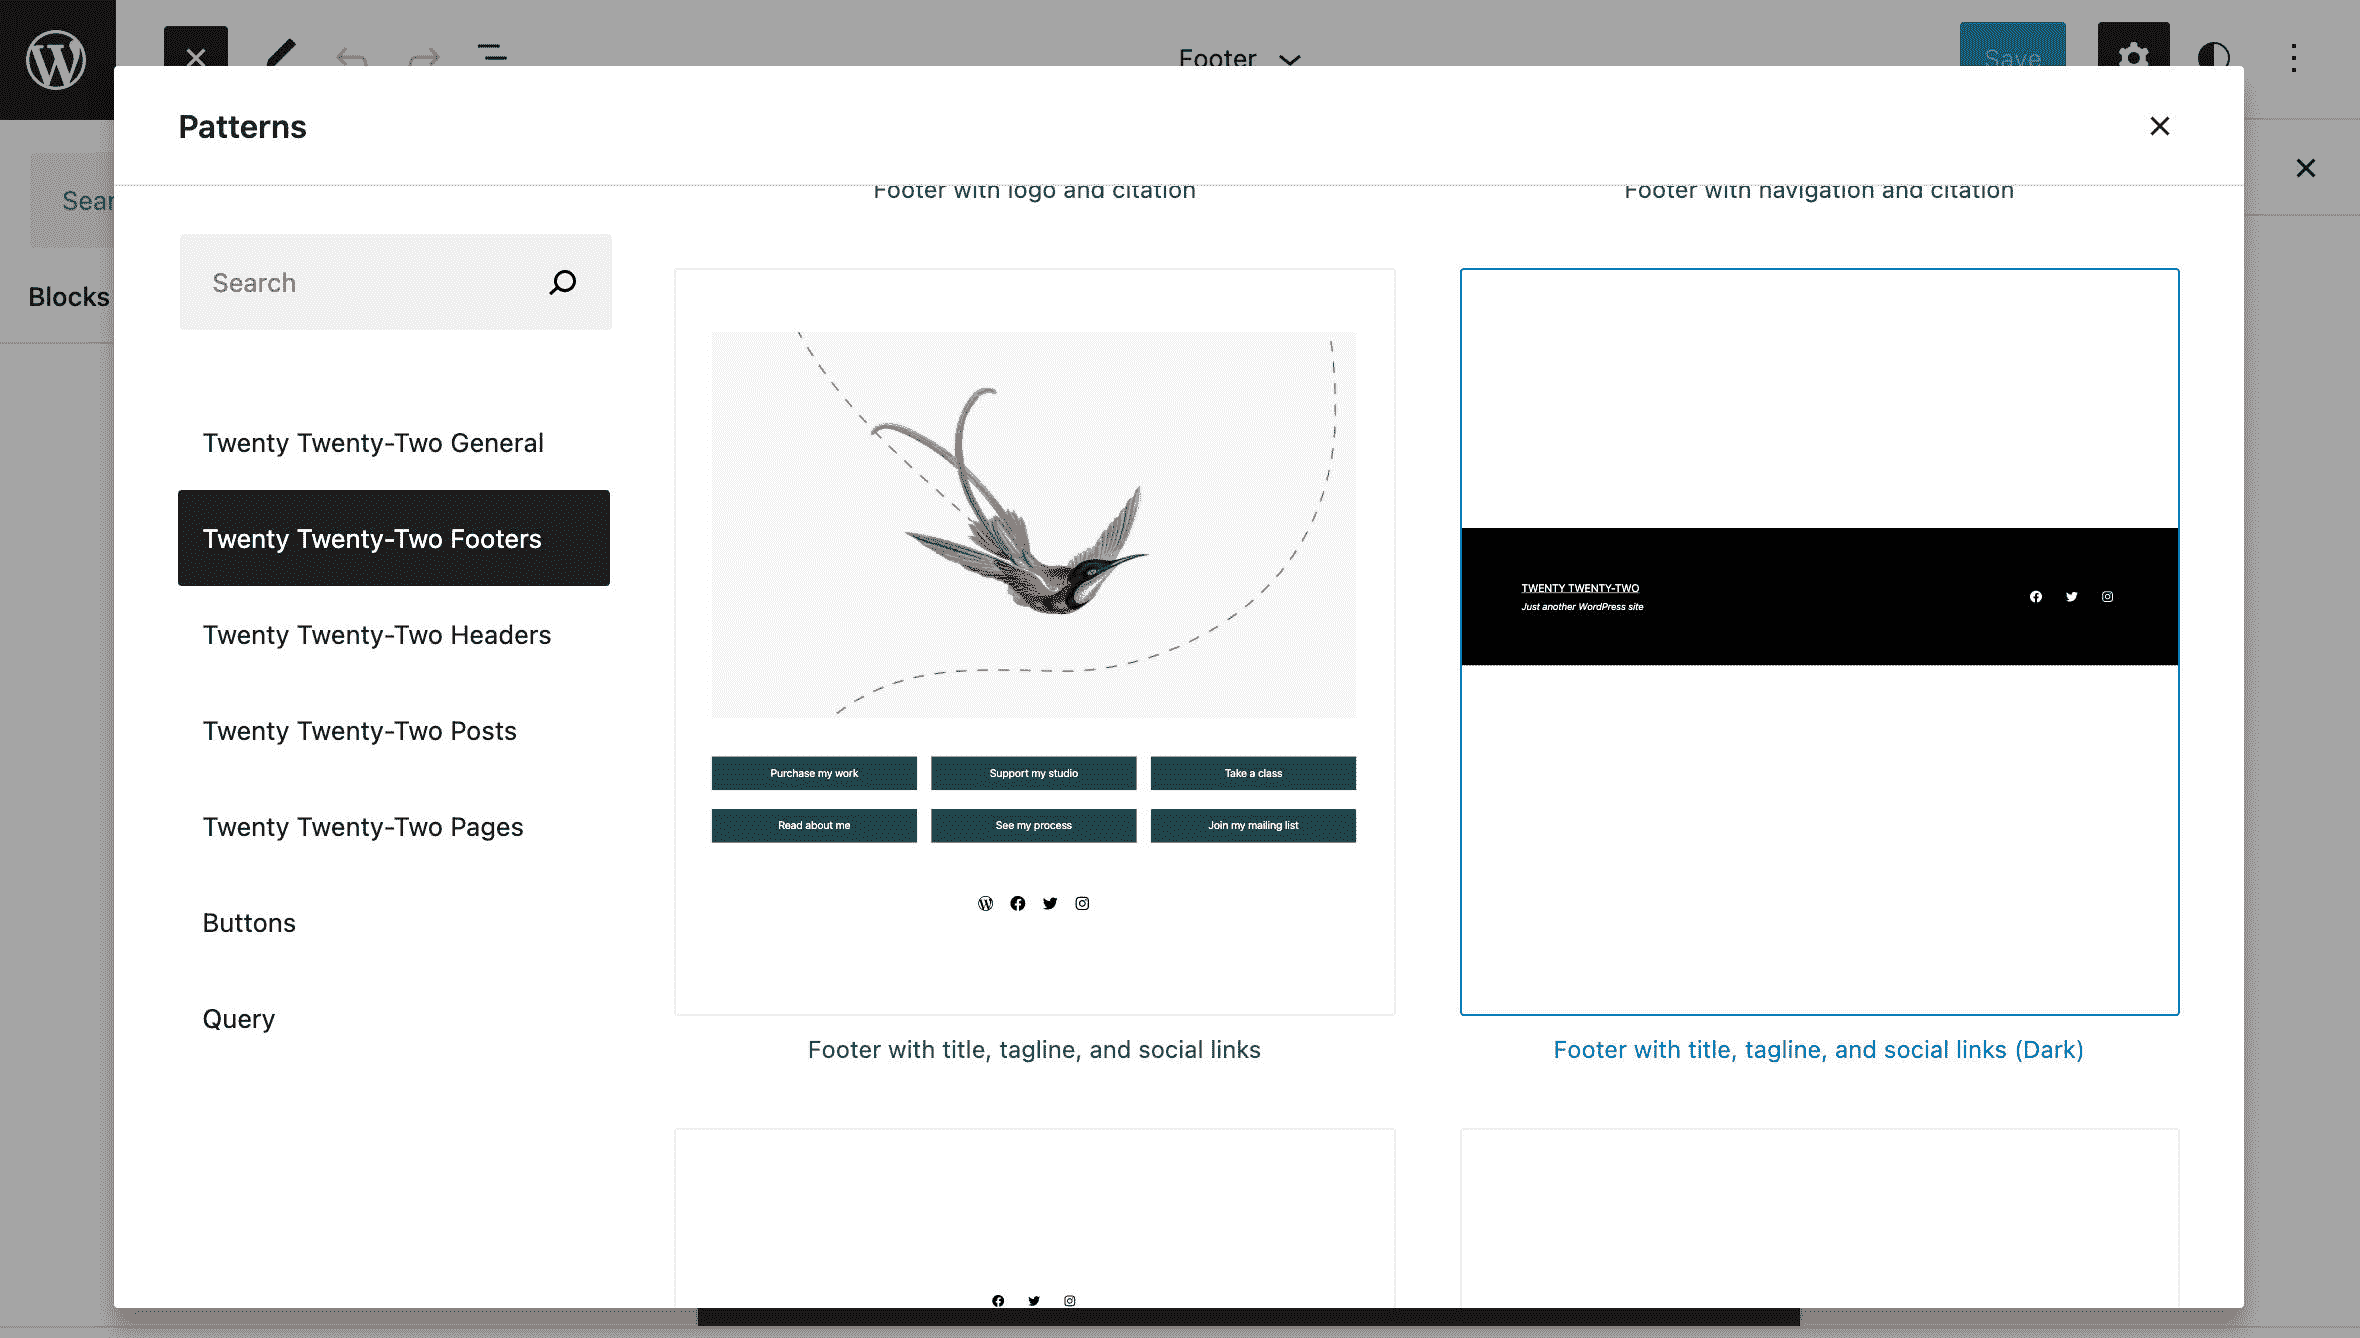 Footer
Save
Patterns
Sear
Blocks
Footer with logo and citation
Footer with navigation and citation
Search
Twenty Twenty-Two General
Twenty Twenty-Two Footers
Twenty Twenty-Two Headers
Twenty Twenty-Two Posts
Twenty Twenty-Two Pages
Buttons
Query
Purchase my work
Support my studio
Take a class
Read about me
See my process
Join my mailing list
Footer with title, tagline, and social links
TWENTY TWENTY-TWO
Just another WordPress site
Footer with title, tagline, and social links (Dark)